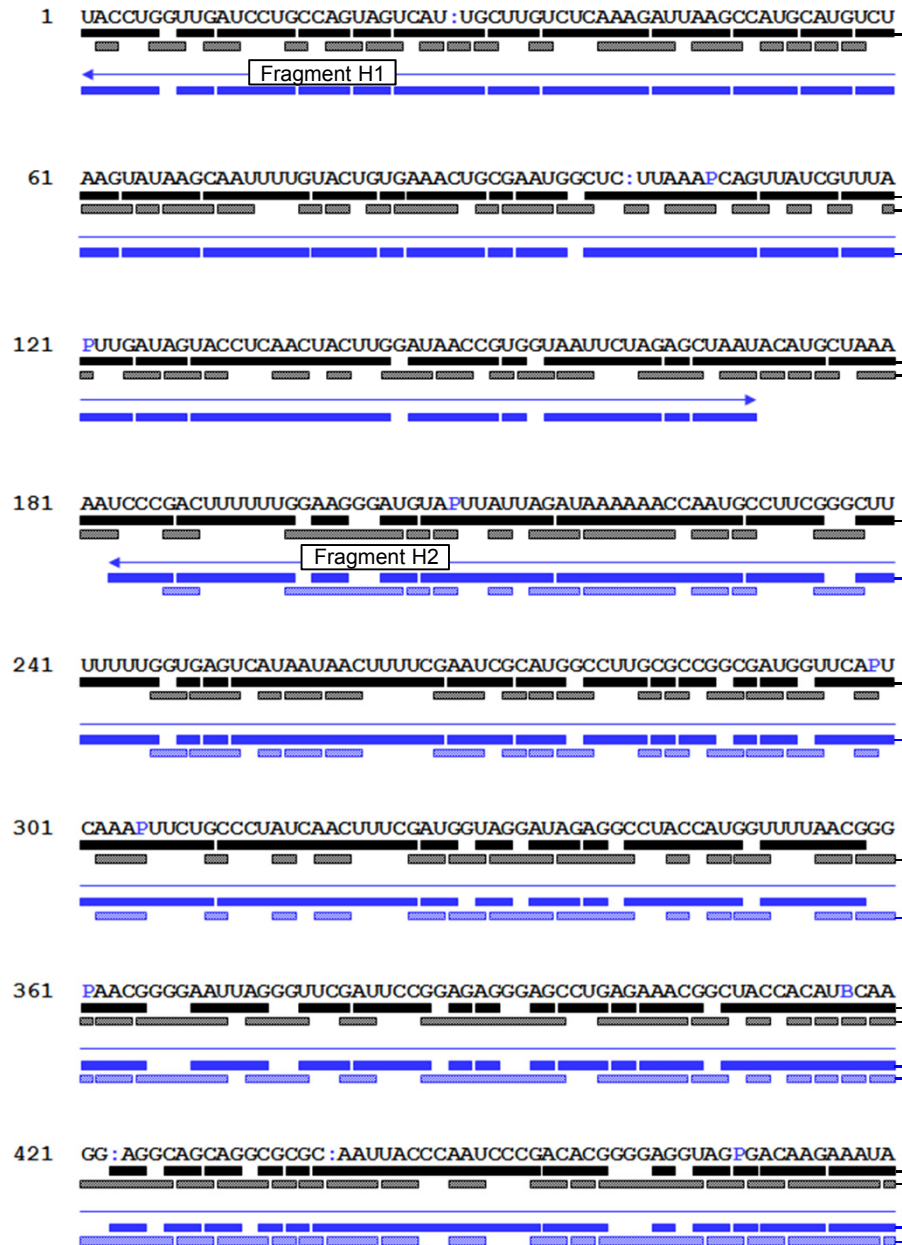 1 UACCUGGUUGAUCCUGCCAGUAGUCAU:UGCUUGUCUCAAAGAUUAAGCCAUGCAUGUCU
Fragment H1
61 AAGUAUAAGCAAUUUUGUACUGUGAAACUGCGAAUGGCUC:UUAAAPCAGUUAUCGUUUA
121 PUUGAUAGUACCUCAACUACUUGGAUAACCGUGGUAAUUCUAGAGCUAAUACAUGCUAAA
181 AAUCCCGACUUUUUUGGAAGGGAUGUAPUUAUUAGAUAAAAAACCAAUGCCUUCGGGCUU
Fragment H2
241 UUUUUGGUGAGUCAUAAUAACUUUUCGAAUCGCAUGGCCUUGCGCCGGCGAUGGUUCAPU
301 CAAAPUUCUGCCCUAUCAACUUUCGAUGGUAGGAUAGAGGCCUACCAUGGUUUUAACGGG
361 PAACGGGGAAUUAGGGUUCGAUUCCGGAGAGGGAGCCUGAGAAACGGCUACCACAUBCAA
421 GG:AGGCAGCAGGCGCGC:AAUUACCCAAUCCCGACACGGGGAGGUAGPGACAAGAAAUA